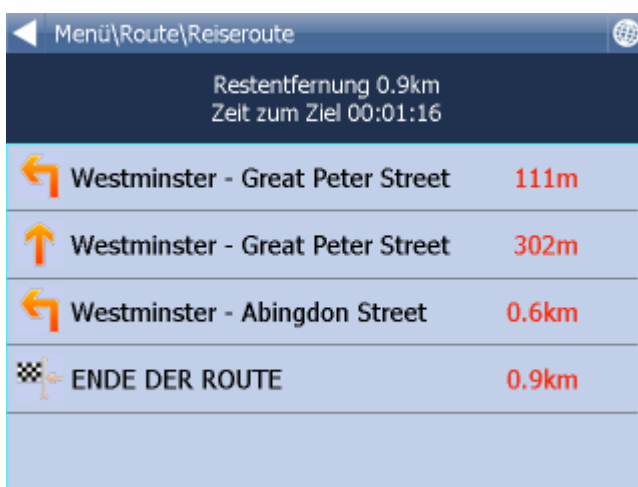 Menü\Route\Reiseroute
Restentfernung 0.9km
Zeit zum Ziel 00:01:16
Westminster - Great Peter Street 111m
Westminster - Great Peter Street 302m
Westminster - Abingdon Street 0.6km
ENDE DER ROUTE 0.9km